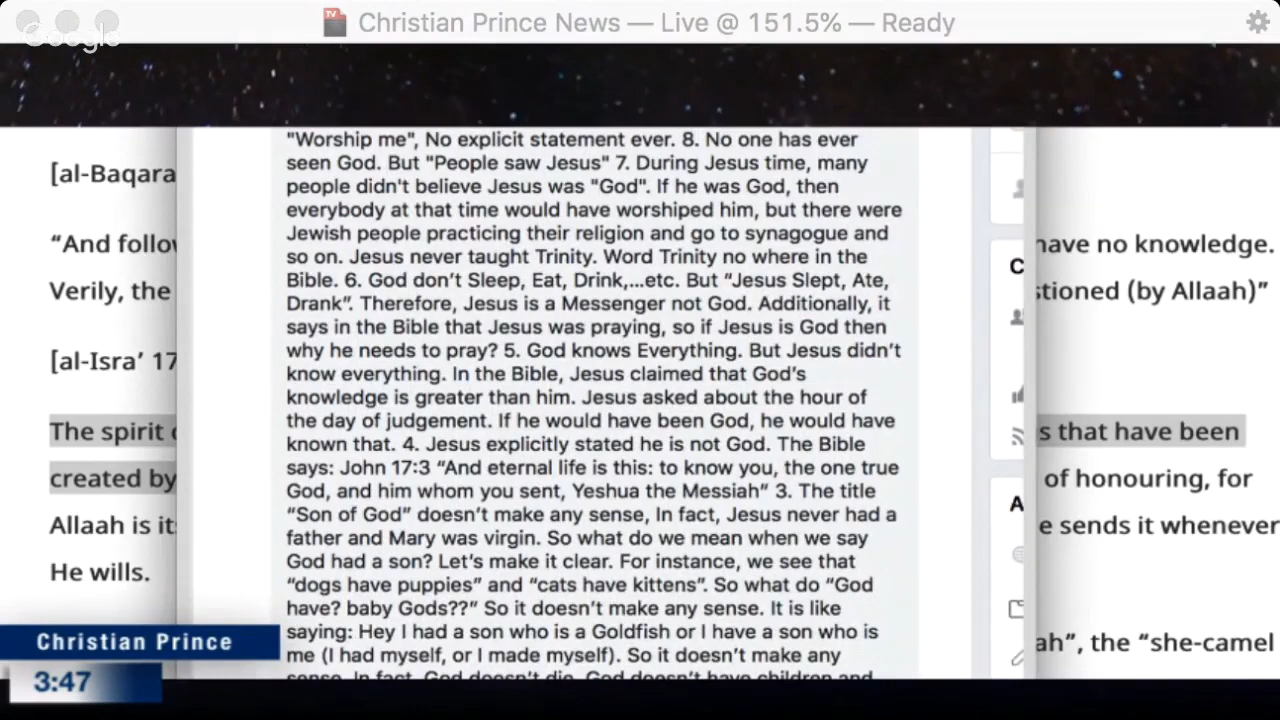 Christian Prince News — Live @ 151.5% — Ready
Google
[al-Baqara
“And follow
Verily, the
[al-Isra’ 17
The spirit
created by
Allaah is it
He wills.
"Worship me", No explicit statement ever. 8. No one has ever
seen God. But "People saw Jesus" 7. During Jesus time, many
people didn't believe Jesus was "God". If he was God, then
everybody at that time would have worshiped him, but there were
Jewish people practicing their religion and go to synagogue and
so on. Jesus never taught Trinity. Word Trinity no where in the
Bible. 6. God don’t Sleep, Eat, Drink,...etc. But “Jesus Slept, Ate,
Drank”. Therefore, Jesus is a Messenger not God. Additionally, it
says in the Bible that Jesus was praying, so if Jesus is God then
why he needs to pray? 5. God knows Everything. But Jesus didn’t
know everything. In the Bible, Jesus claimed that God’s
knowledge is greater than him. Jesus asked about the hour of
the day of judgement. If he would have been God, he would have
known that. 4. Jesus explicitly stated he is not God. The Bible
says: John 17:3 “And eternal life is this: to know you, the one true
God, and him whom you sent, Yeshua the Messiah” 3. The title
“Son of God” doesn’t make any sense, In fact, Jesus never had a
father and Mary was virgin. So what do we mean when we say
God had a son? Let’s make it clear. For instance, we see that
“dogs have puppies” and “cats have kittens”. So what do “God
have? baby Gods??” So it doesn’t make any sense. It is like
saying: Hey I had a son who is a Goldfish or I have a son who is
me (I had myself, or I made myself). So it doesn’t make any
sense. In fact, God doesn’t die, God doesn’t have children and
have no knowledge.
stioned (by Allaah)”
s that have been
of honouring, for
e sends it whenever
ah”, the “she-camel
C
A
Christian Prince
3:47